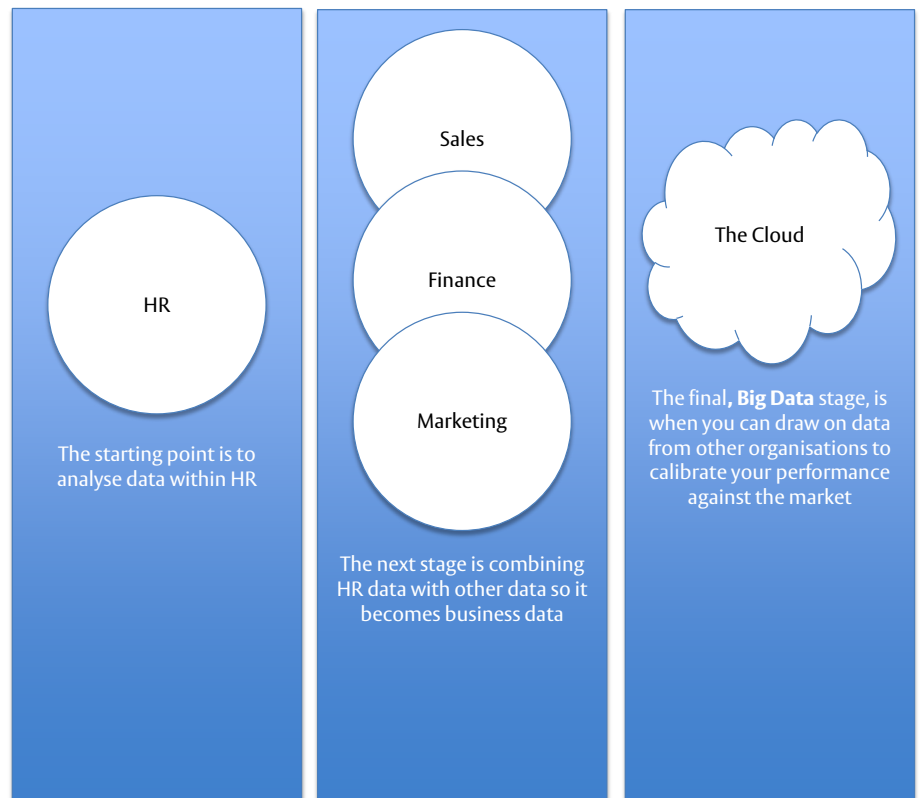 HR
The starting point is to
analyse data within HR
Sales
Finance
Marketing
The next stage is combining
HR data with other data so it
becomes business data
The Cloud
The final, Big Data stage, is
when you can draw on data
from other organisations to
calibrate your performance
against the market